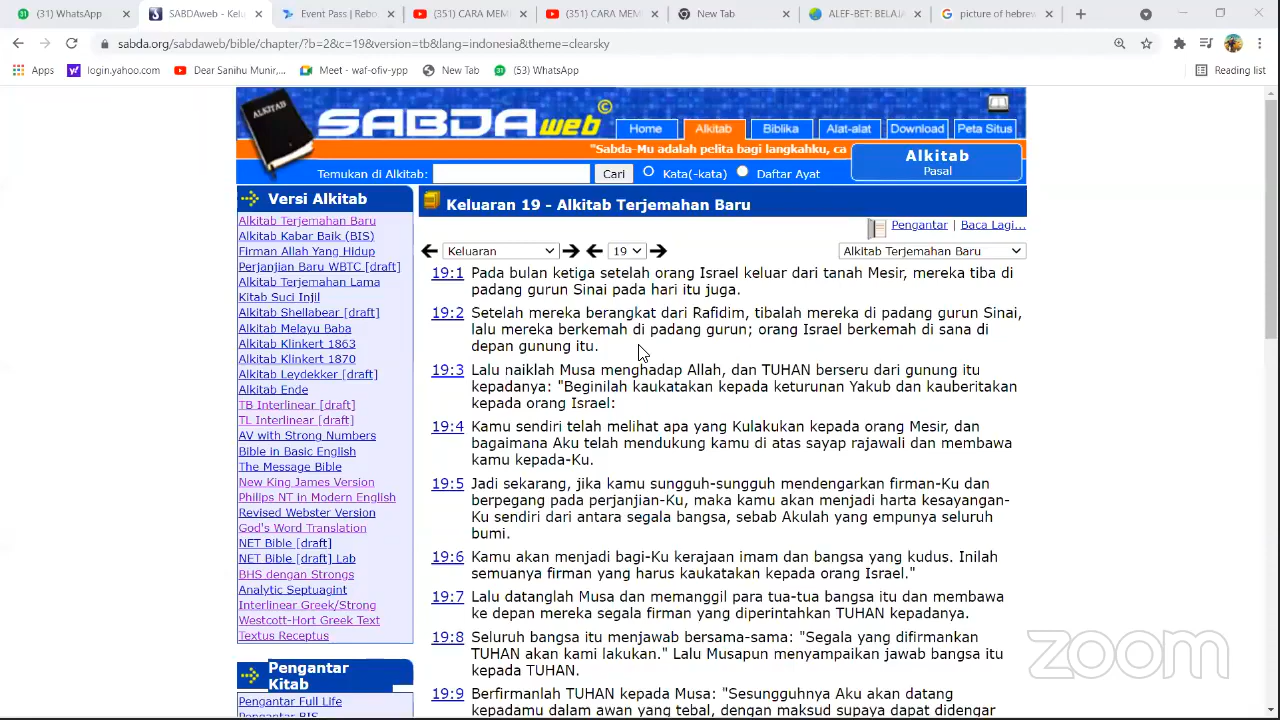 (31) WhatsApp
SABDAweb - Kelu
Event Pass | Rebo
(351) CARA MEM
(351) CARA MEM
New Tab
ALEF-BET: BELAJA
picture of hebrew
sabda.org/sabdaweb/bible/chapter/?b=2&c=19&version=tb&lang=indonesia&theme=clearsky
Apps
login.yahoo.com
Dear Sanihu Munir,...
Meet - waf-ofiv-ypp
New Tab
(53) WhatsApp
Reading list
ALKITAB
SABDAweb ©
Home
Alkitab
Biblika
Alat-alat
Download
Peta Situs
"Sabda-Mu adalah pelita bagi langkahku, ca
Alkitab
Pasal
Temukan di Alkitab:
Cari
Kata(-kata)
Daftar Ayat
Versi Alkitab
Alkitab Terjemahan Baru
Alkitab Kabar Baik (BIS)
Firman Allah Yang Hidup
Perjanjian Baru WBTC [draft]
Alkitab Terjemahan Lama
Kitab Suci Injil
Alkitab Shellabear [draft]
Alkitab Melayu Baba
Alkitab Klinkert 1863
Alkitab Klinkert 1870
Alkitab Leydekker [draft]
Alkitab Ende
TB Interlinear [draft]
TL Interlinear [draft]
AV with Strong Numbers
Bible in Basic English
The Message Bible
New King James Version
Philips NT in Modern English
Revised Webster Version
God's Word Translation
NET Bible [draft]
NET Bible [draft] Lab
BHS dengan Strongs
Analytic Septuagint
Interlinear Greek/Strong
Westcott-Hort Greek Text
Textus Receptus
Pengantar
Kitab
Pengantar Full Life
Pengantar BIS
Keluaran 19 - Alkitab Terjemahan Baru
Pengantar
Baca Lagi...
Keluaran
19
Alkitab Terjemahan Baru
19:1 Pada bulan ketiga setelah orang Israel keluar dari tanah Mesir, mereka tiba di
padang gurun Sinai pada hari itu juga.
19:2 Setelah mereka berangkat dari Rafidim, tibalah mereka di padang gurun Sinai,
lalu mereka berkemah di padang gurun; orang Israel berkemah di sana di
depan gunung itu.
19:3 Lalu naiklah Musa menghadap Allah, dan TUHAN berseru dari gunung itu
kepadanya: "Beginilah kaukatakan kepada keturunan Yakub dan kauberitakan
kepada orang Israel:
19:4 Kamu sendiri telah melihat apa yang Kulakukan kepada orang Mesir, dan
bagaimana Aku telah mendukung kamu di atas sayap rajawali dan membawa
kamu kepada-Ku.
19:5 Jadi sekarang, jika kamu sungguh-sungguh mendengarkan firman-Ku dan
berpegang pada perjanjian-Ku, maka kamu akan menjadi harta kesayangan-
Ku sendiri dari antara segala bangsa, sebab Akulah yang empunya seluruh
bumi.
19:6 Kamu akan menjadi bagi-Ku kerajaan imam dan bangsa yang kudus. Inilah
semuanya firman yang harus kaukatakan kepada orang Israel."
19:7 Lalu datanglah Musa dan memanggil para tua-tua bangsa itu dan membawa
ke depan mereka segala firman yang diperintahkan TUHAN kepadanya.
19:8 Seluruh bangsa itu menjawab bersama-sama: "Segala yang difirmankan
TUHAN akan kami lakukan." Lalu Musapun menyampaikan jawab bangsa itu
kepada TUHAN.
19:9 Berfirmanlah TUHAN kepada Musa: "Sesungguhnya Aku akan datang
kepadamu dalam awan yang tebal, dengan maksud supaya dapat didengar
zoom